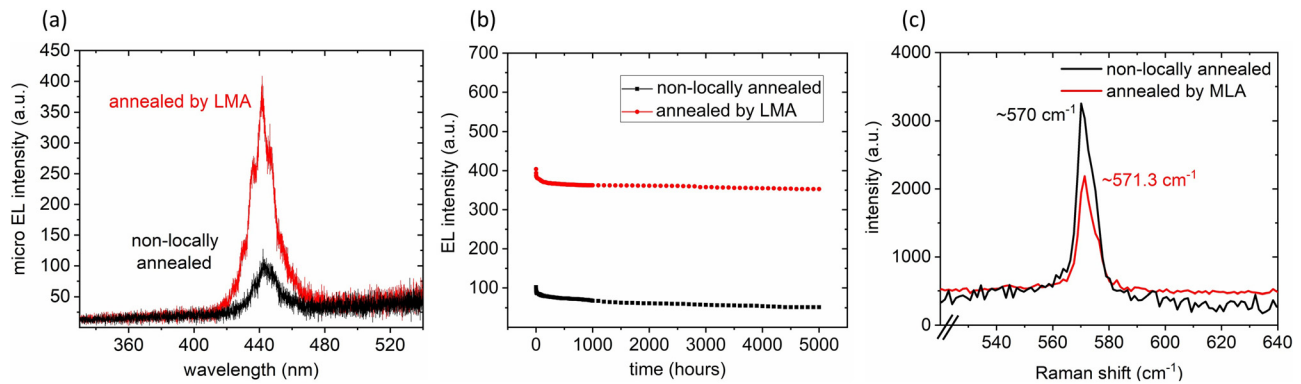 (a)
450
400
350
300
250
200
150
100
50
micro EL intensity (a.u.)
annealed by LMA
non-locally
annealed
360
400
440
480
520
wavelength (nm)
(b)
700
600
500
400
300
200
100
0
EL intensity (a.u.)
non-locally annealed
annealed by LMA
0
1000
2000
3000
4000
5000
time (hours)
(c)
4000
3000
2000
1000
0
intensity (a.u.)
non-locally annealed
annealed by MLA
~570 cm⁻¹
~571.3 cm⁻¹
540
560
580
600
620
640
Raman shift (cm⁻¹)